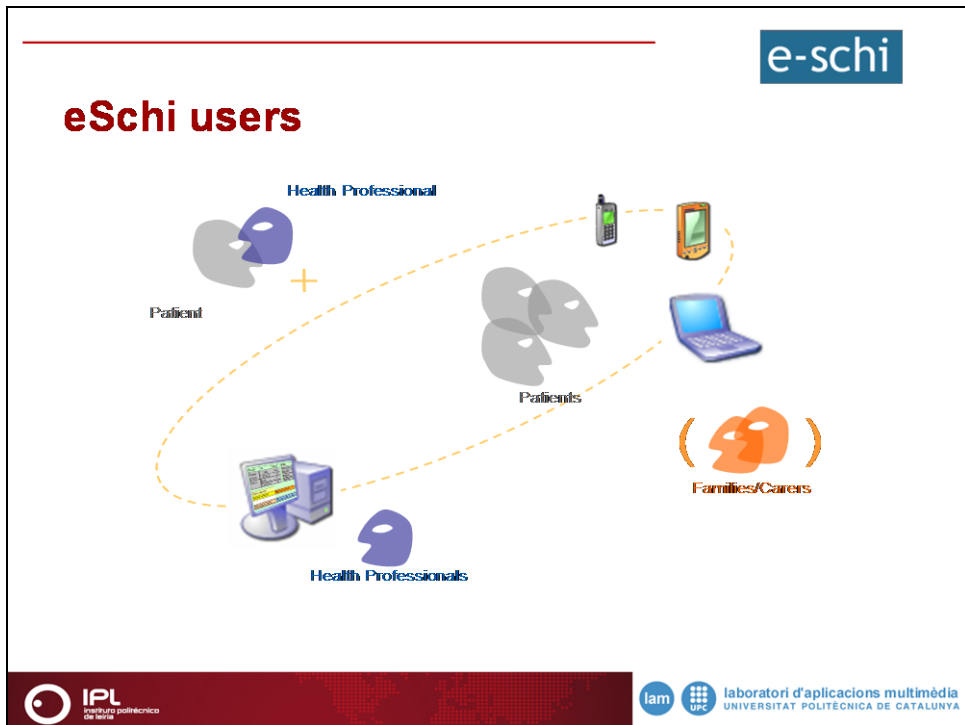 e-schi
eSchi users
Health Professional
+
Patient
Patients
( )
Families/Carers
Health Professionals
IPL
instituto politécnico
de leiria
lam
UPC
laboratori d'aplicacions multimèdia
UNIVERSITAT POLITÈCNICA DE CATALUNYA